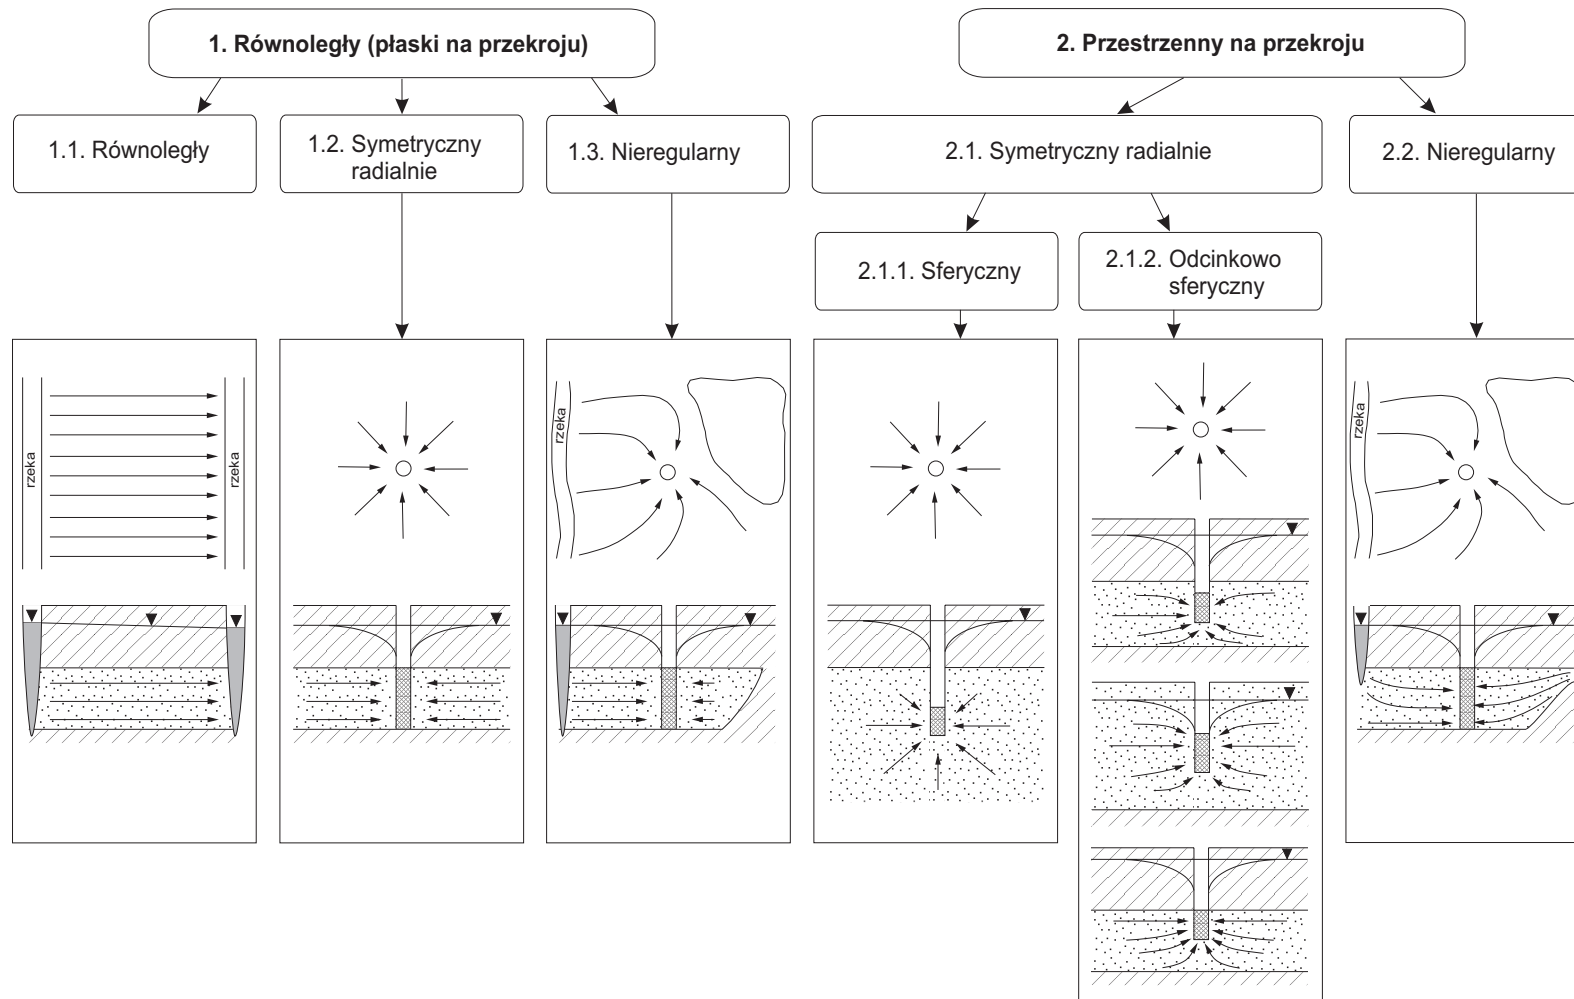 1. Równoległy (płaski na przekroju)
2. Przestrzenny na przekroju
1.1. Równoległy
1.2. Symetryczny
radialnie
1.3. Nieregularny
2.1. Symetryczny radialnie
2.2. Nieregularny
2.1.1. Sferyczny
2.1.2. Odcinkowo
sferyczny
rzeka
rzeka
rzeka
rzeka